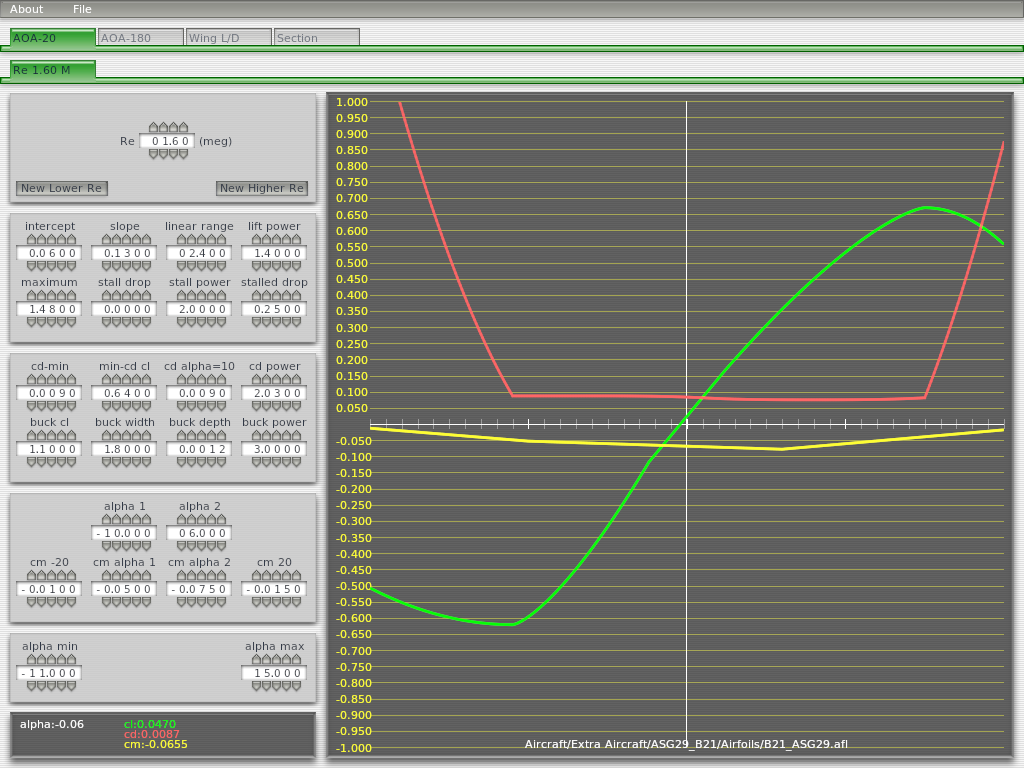 About File
AOA-20 AOA-180 Wing L/D Section
Re 1.60 M
Re 0 1.6 0 (meg)
New Lower Re New Higher Re
intercept slope linear range lift power
0.0 6 0 0 0.1 3 0 0 0 2.4 0 0 1.4 0 0 0
maximum stall drop stall power stalled drop
1.4 8 0 0 0.0 0 0 0 2.0 0 0 0 0.2 5 0 0
cd-min min-cd cl cd alpha=10 cd power
0.0 0 9 0 0.6 4 0 0 0.0 0 9 0 2.0 3 0 0
buck cl buck width buck depth buck power
1.1 0 0 0 1.8 0 0 0 0.0 0 1 2 3.0 0 0 0
alpha 1 alpha 2
- 1 0.0 0 0 0 6.0 0 0
cm -20 cm alpha 1 cm alpha 2 cm 20
- 0.0 1 0 0 - 0.0 5 0 0 - 0.0 7 5 0 - 0.0 1 5 0
alpha min alpha max
- 1 1.0 0 0 1 5.0 0 0
alpha:-0.06 cl:0.0470
cd:0.0087
cm:-0.0655
1.000
0.950
0.900
0.850
0.800
0.750
0.700
0.650
0.600
0.550
0.500
0.450
0.400
0.350
0.300
0.250
0.200
0.150
0.100
0.050
-0.050
-0.100
-0.150
-0.200
-0.250
-0.300
-0.350
-0.400
-0.450
-0.500
-0.550
-0.600
-0.650
-0.700
-0.750
-0.800
-0.850
-0.900
-0.950
-1.000
Aircraft/Extra Aircraft/ASG29_B21/Airfoils/B21_ASG29.afl